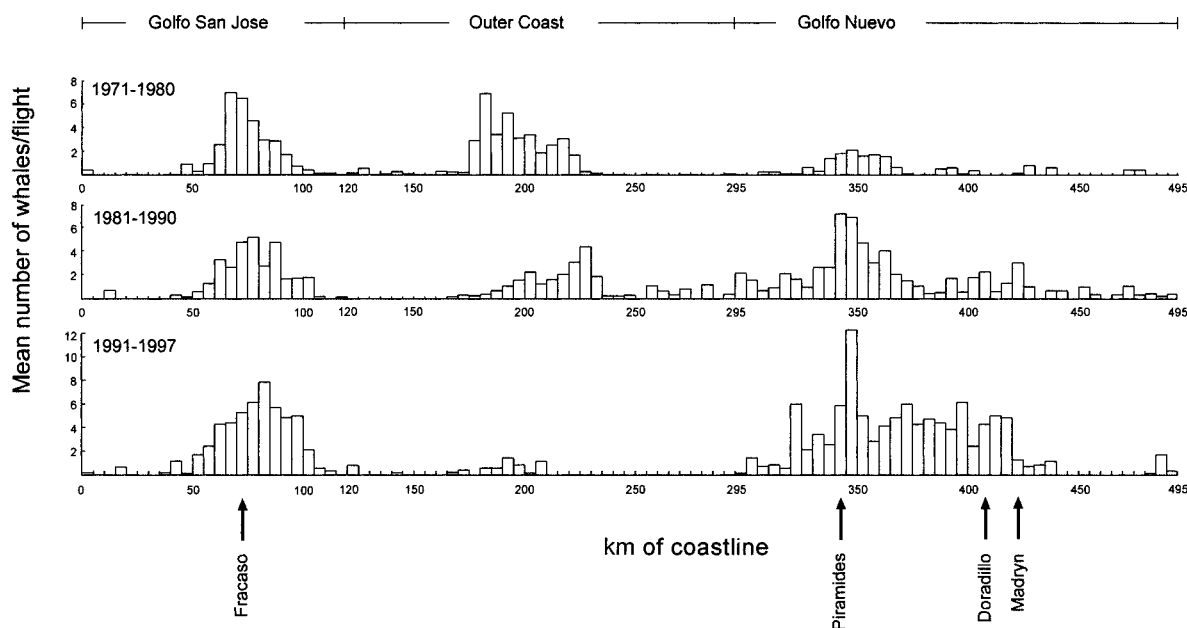 Golfo San Jose Outer Coast Golfo Nuevo
Mean number of whales/flight
1971-1980
8
6
4
2
0 50 100 120 150 200 250 295 350 400 450 495
1981-1990
8
6
4
2
0 50 100 120 150 200 250 295 350 400 450 495
1991-1997
12
10
8
6
4
2
0 50 100 120 150 200 250 295 350 400 450 495
km of coastline
Fracaso
Piramides
Doradillo
Madryn